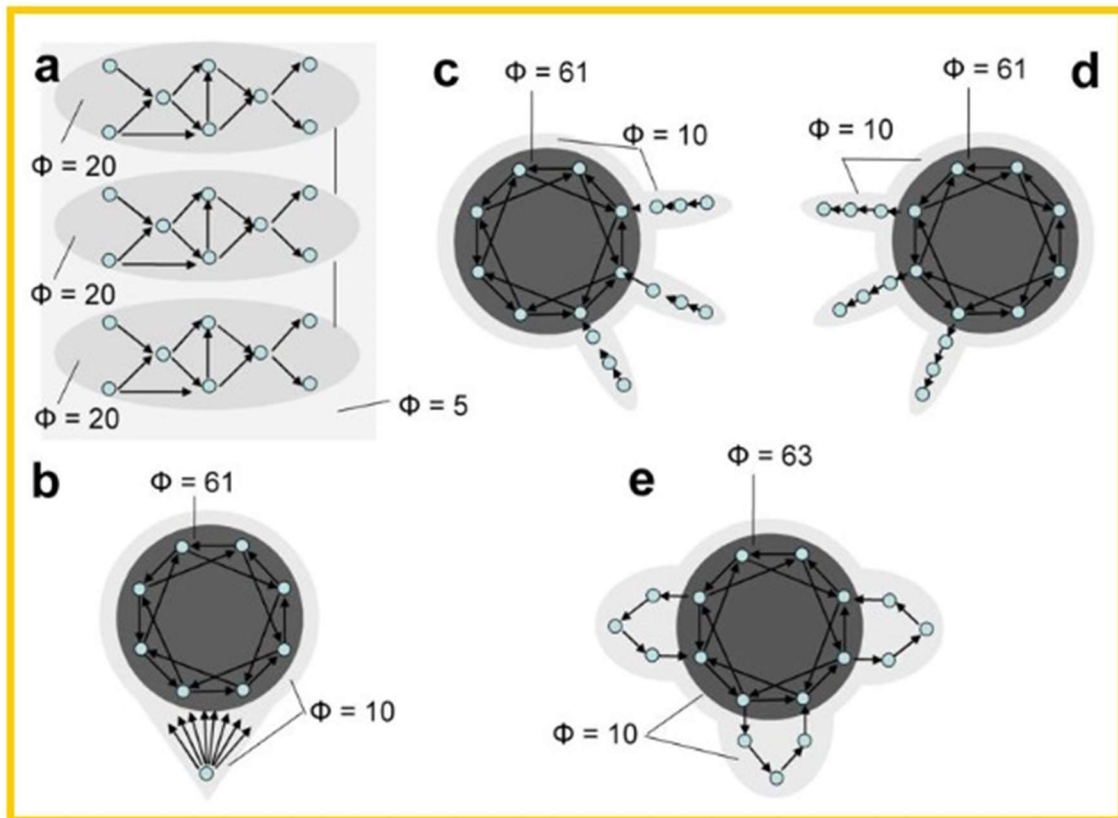 a
Φ = 20
Φ = 20
Φ = 20
Φ = 5
b
Φ = 61
Φ = 10
c
Φ = 61
Φ = 10
d
Φ = 61
Φ = 10
e
Φ = 63
Φ = 10